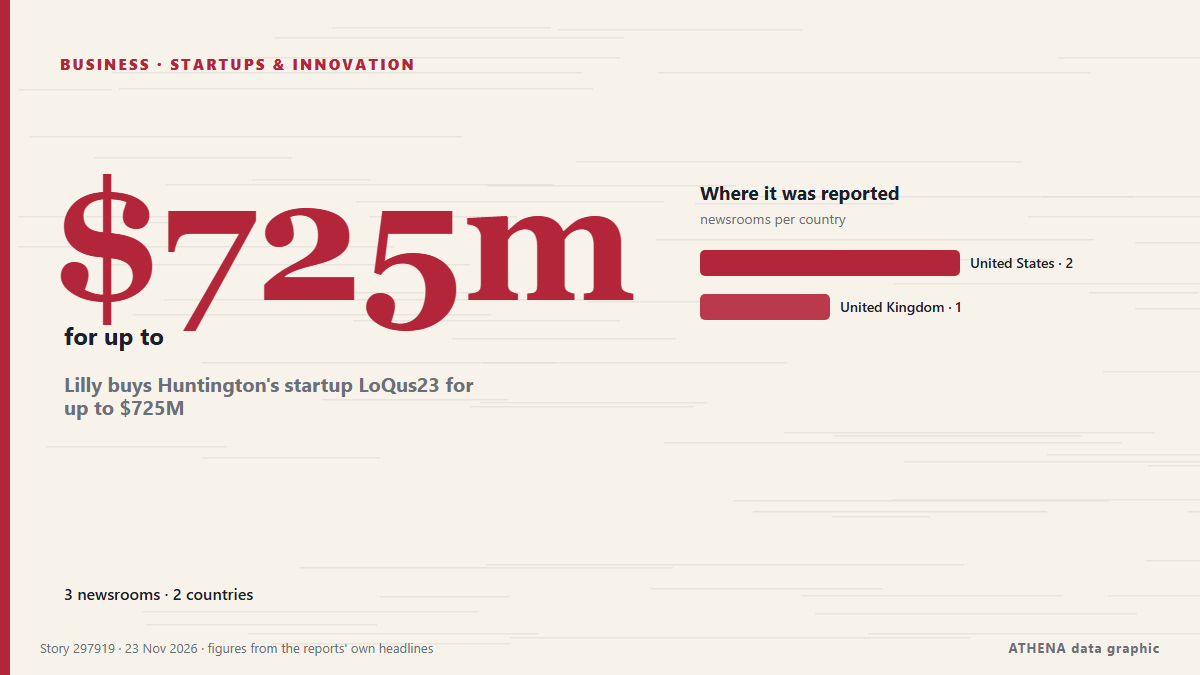 BUSINESS · STARTUPS & INNOVATION
$725m
for up to
Lilly buys Huntington's startup LoQus23 for
up to $725M
Where it was reported
newsrooms per country
United States · 2
United Kingdom · 1
3 newsrooms · 2 countries
Story 297919 · 23 Nov 2026 · figures from the reports' own headlines
ATHENA data graphic